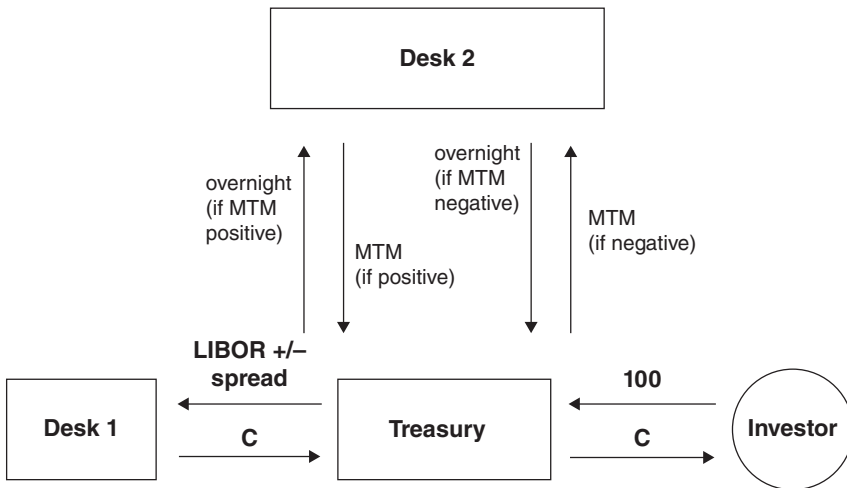 Desk 2
overnight
(if MTM
positive)
MTM
(if positive)
overnight
(if MTM
negative)
MTM
(if negative)
LIBOR +/–
spread
100
Desk 1
C
Treasury
C
Investor